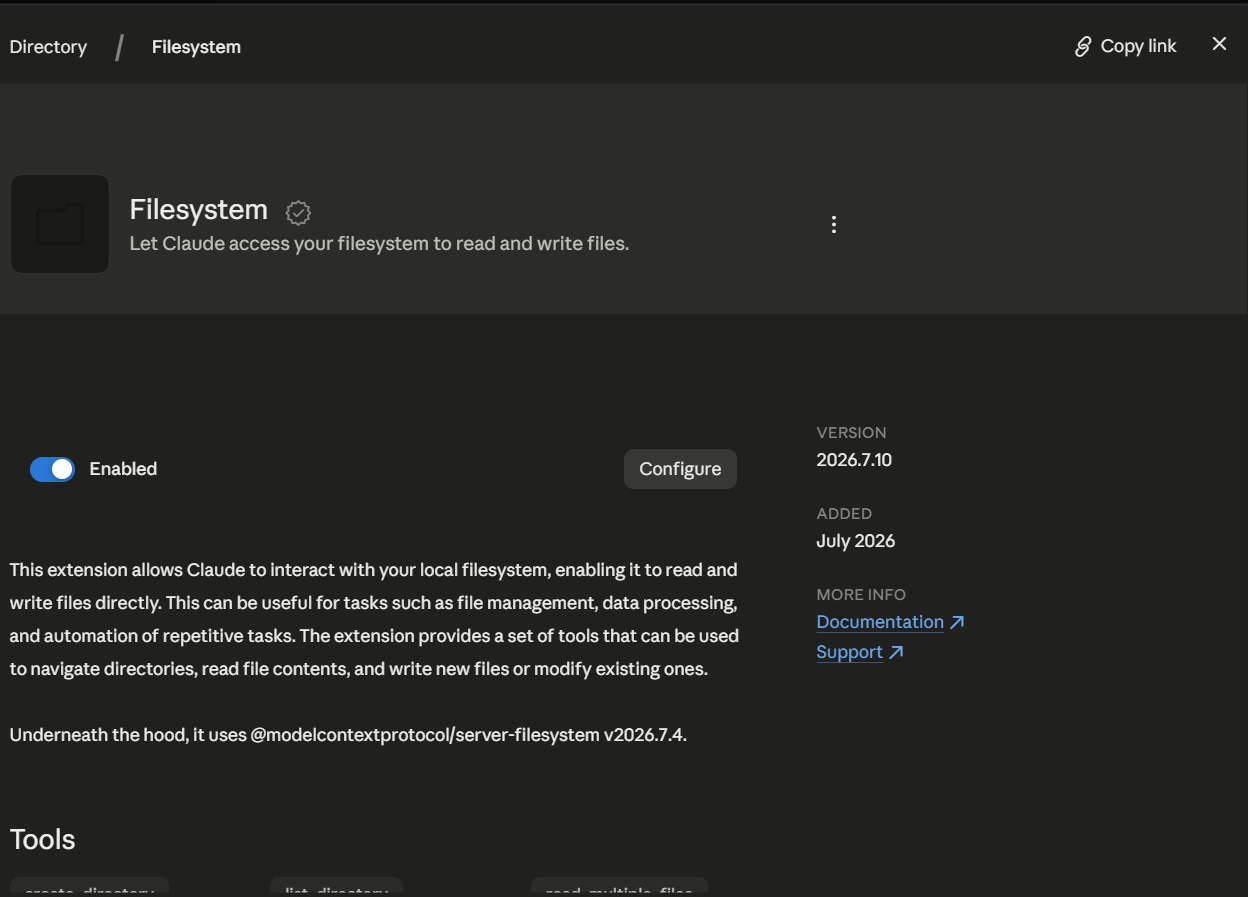 Directory / Filesystem
Copy link
Filesystem
Let Claude access your filesystem to read and write files.
Enabled
Configure
VERSION
2026.7.10
ADDED
July 2026
MORE INFO
Documentation
Support
This extension allows Claude to interact with your local filesystem, enabling it to read and
write files directly. This can be useful for tasks such as file management, data processing,
and automation of repetitive tasks. The extension provides a set of tools that can be used
to navigate directories, read file contents, and write new files or modify existing ones.
Underneath the hood, it uses @modelcontextprotocol/server-filesystem v2026.7.4.
Tools
create_directory
list_directory
read_multiple_files